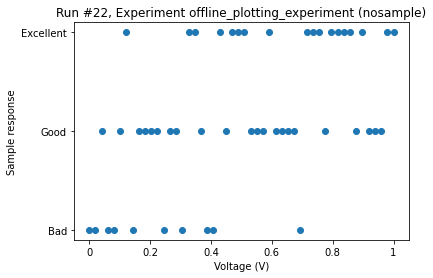 Run #22, Experiment offline_plotting_experiment (nosample)
Excellent
Good
Bad
Sample response
0 0.2 0.4 0.6 0.8 1
Voltage (V)